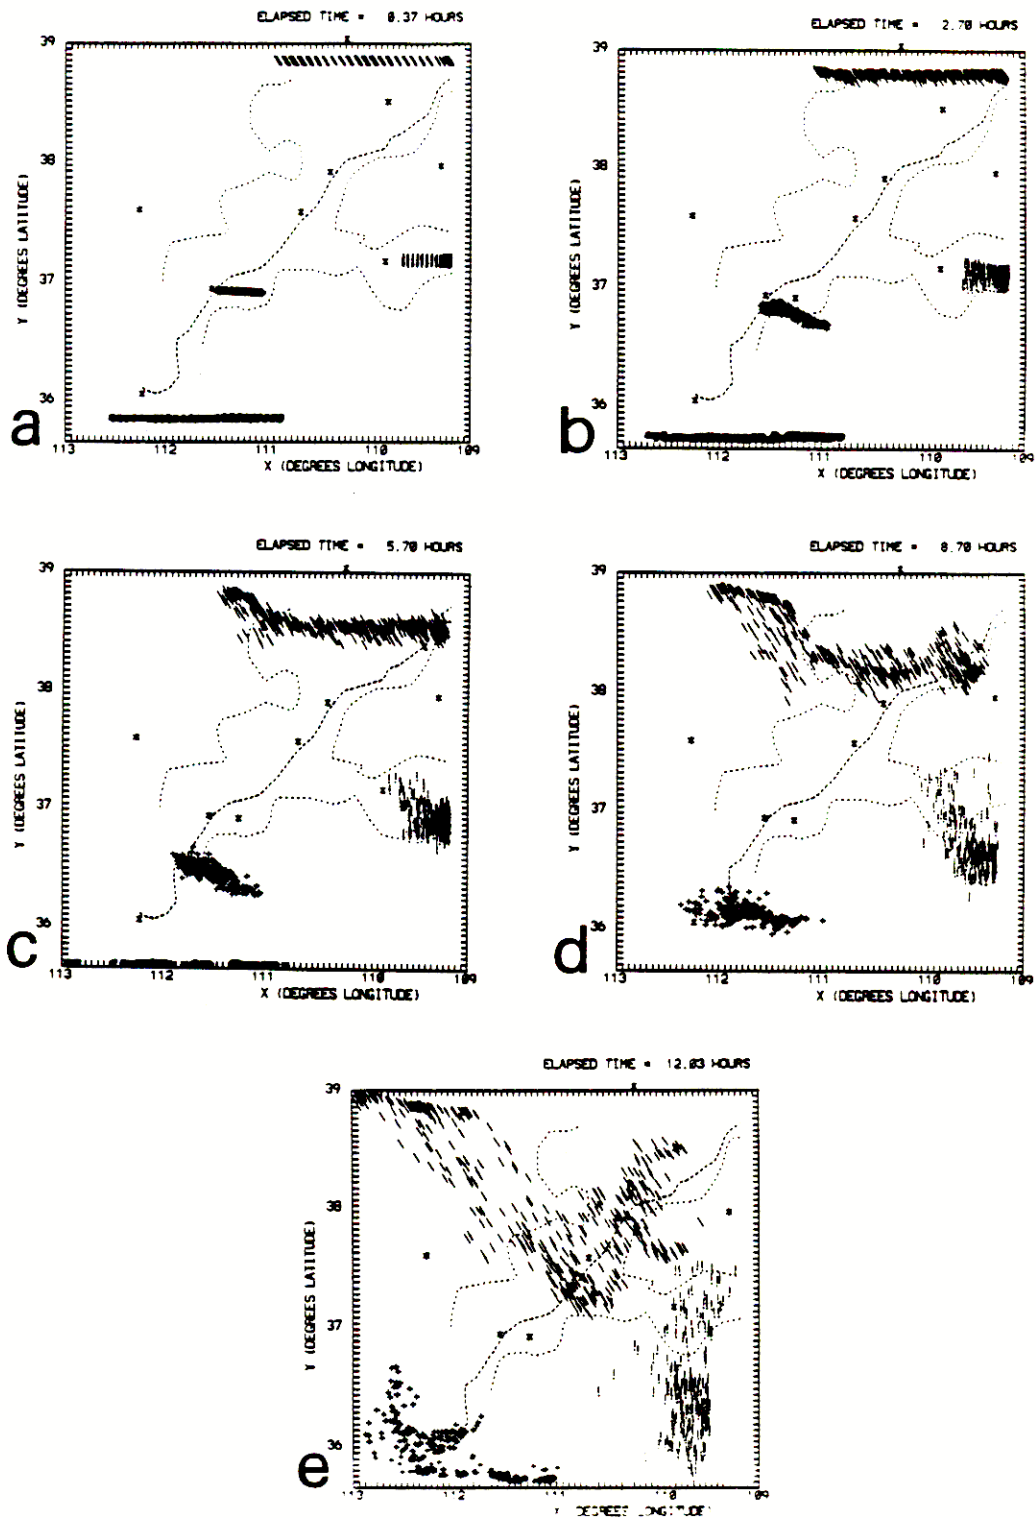 ELAPSED TIME = 0.37 HOURS
39
38
37
36
Y (DEGREES LATITUDE)
113 112 111 110 109
X (DEGREES LONGITUDE)
a
ELAPSED TIME = 2.70 HOURS
39
38
37
36
Y (DEGREES LATITUDE)
113 112 111 110 109
X (DEGREES LONGITUDE)
b
ELAPSED TIME = 5.70 HOURS
39
38
37
36
Y (DEGREES LATITUDE)
113 112 111 110 109
X (DEGREES LONGITUDE)
c
ELAPSED TIME = 8.70 HOURS
39
38
37
36
Y (DEGREES LATITUDE)
113 112 111 110 109
X (DEGREES LONGITUDE)
d
ELAPSED TIME = 12.03 HOURS
39
38
37
36
Y (DEGREES LATITUDE)
113 112 111 110 109
X (DEGREES LONGITUDE)
e